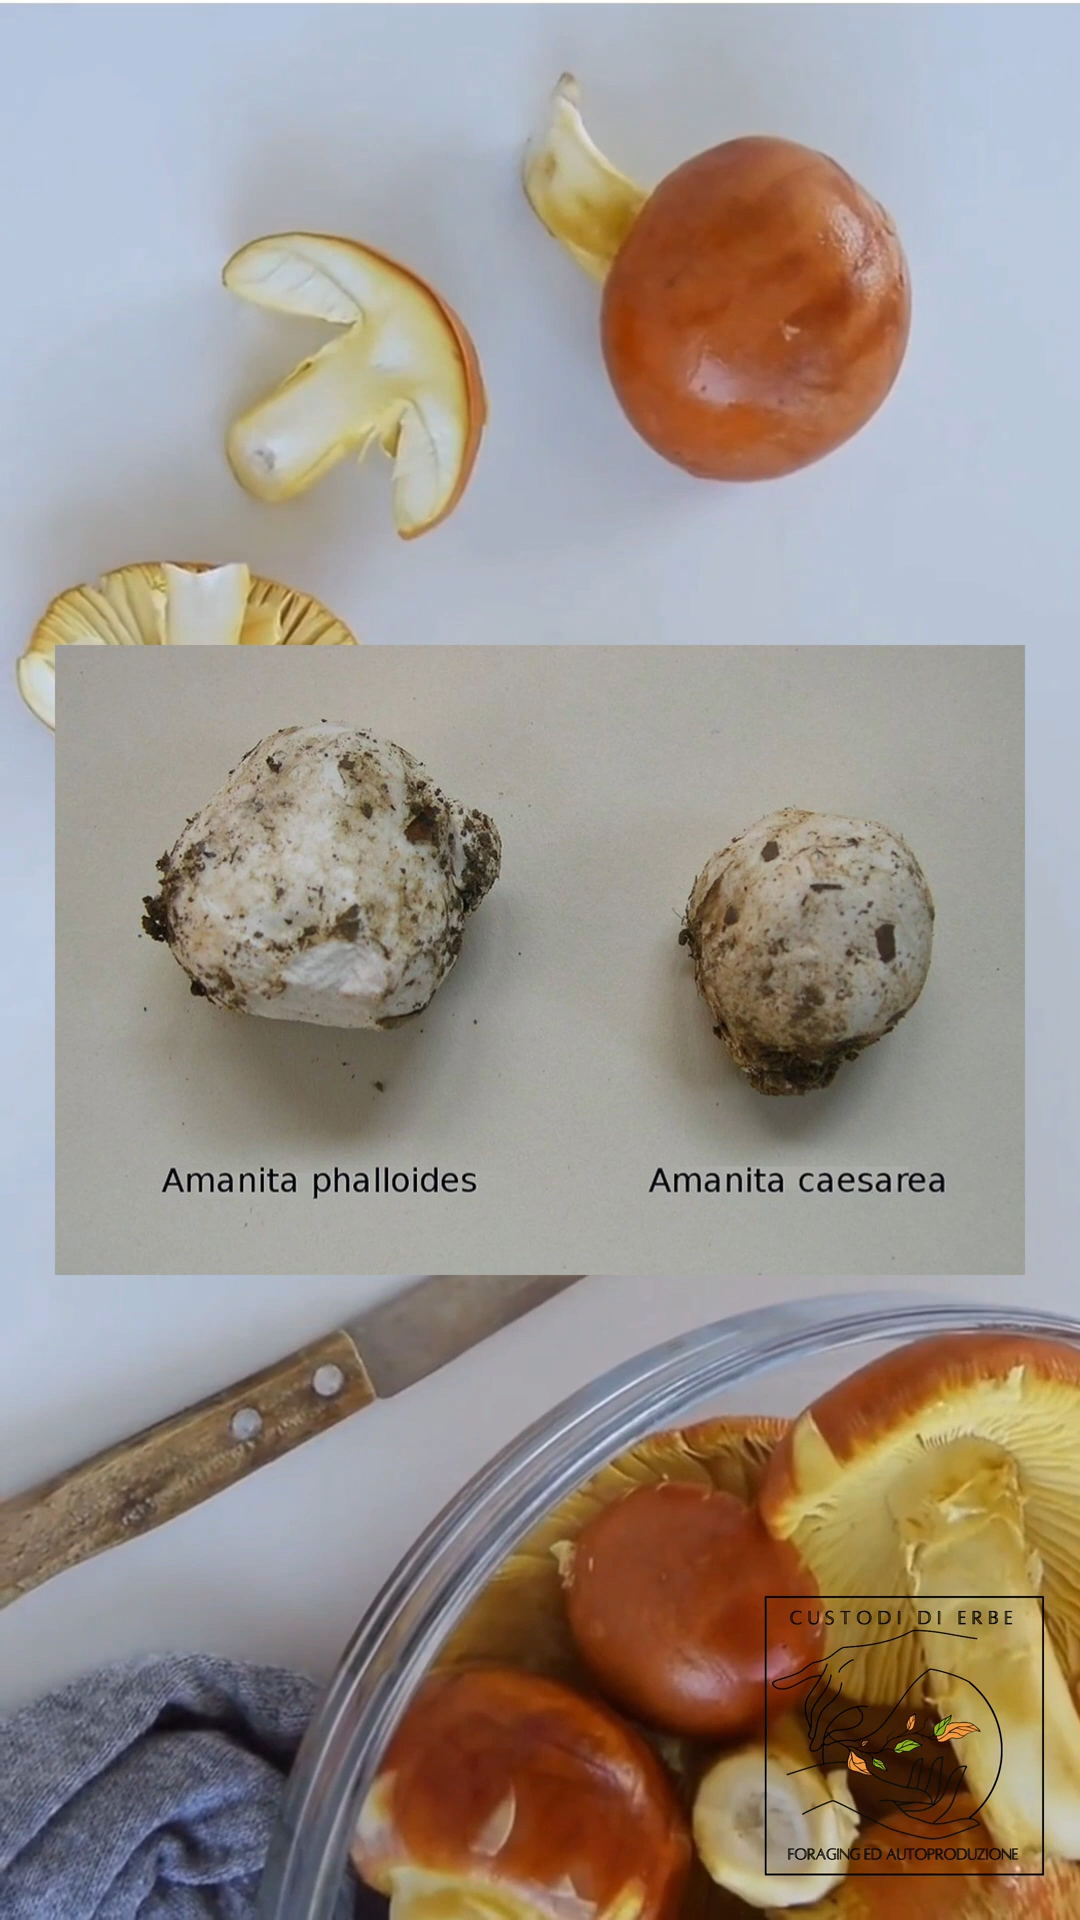 Amanita phalloides
Amanita caesarea
CUSTODI DI ERBE
FORAGING ED AUTOPRODUZIONE